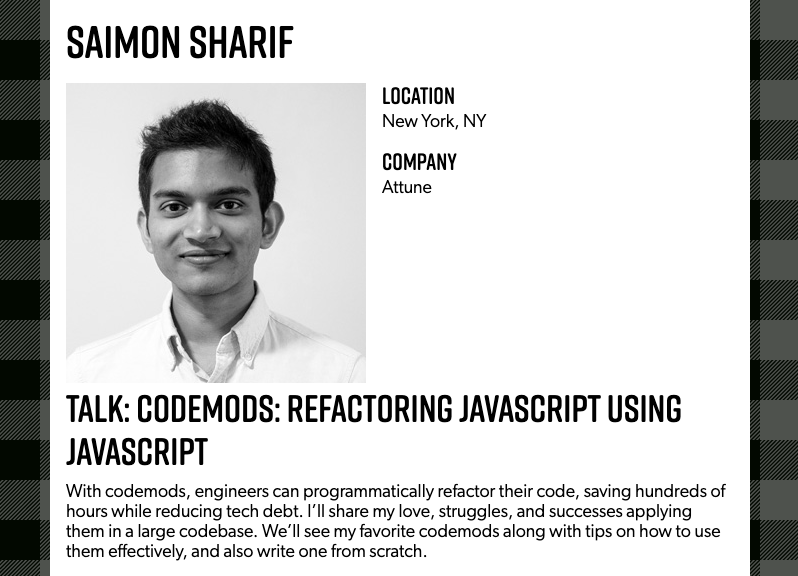 SAIMON SHARIF
LOCATION
New York, NY
COMPANY
Attune
TALK: CODEMODS: REFACTORING JAVASCRIPT USING
JAVASCRIPT
With codemods, engineers can programmatically refactor their code, saving hundreds of
hours while reducing tech debt. I’ll share my love, struggles, and successes applying
them in a large codebase. We’ll see my favorite codemods along with tips on how to use
them effectively, and also write one from scratch.